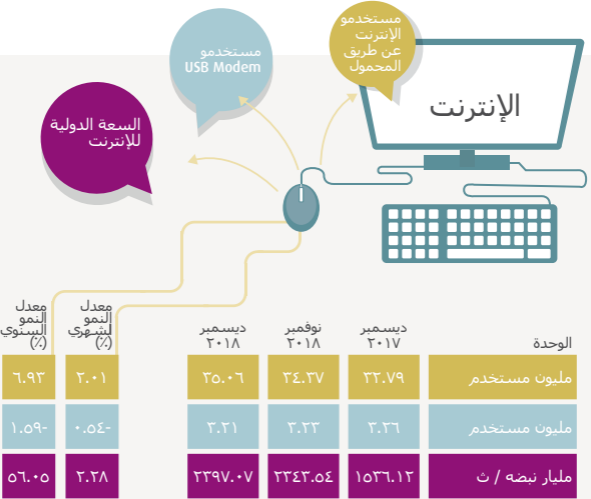 مستخدمو
الإنترنت
عن طريق
المحمول
مستخدمو
USB Modem
السعة الدولية
للإنترنت
الإنترنت
الوحدة
ديسمبر
٢٠١٧
نوفمبر
٢٠١٨
ديسمبر
٢٠١٨
معدل
النمو
الشهري
(٪)
معدل
النمو
السنوي
(٪)
مليون مستخدم ٣٢.٧٩ ٣٤.٣٧ ٣٥.٠٦ ٢.٠١ ٦.٩٣
مليون مستخدم ٣.٢٦ ٣.٢٣ ٣.٢١ -٠.٥٤ -١.٥٩
مليار نبضه / ث ١٥٣٦.١٢ ٢٣٤٣.٥٤ ٢٣٩٧.٠٧ ٢.٢٨ ٥٦.٠٥